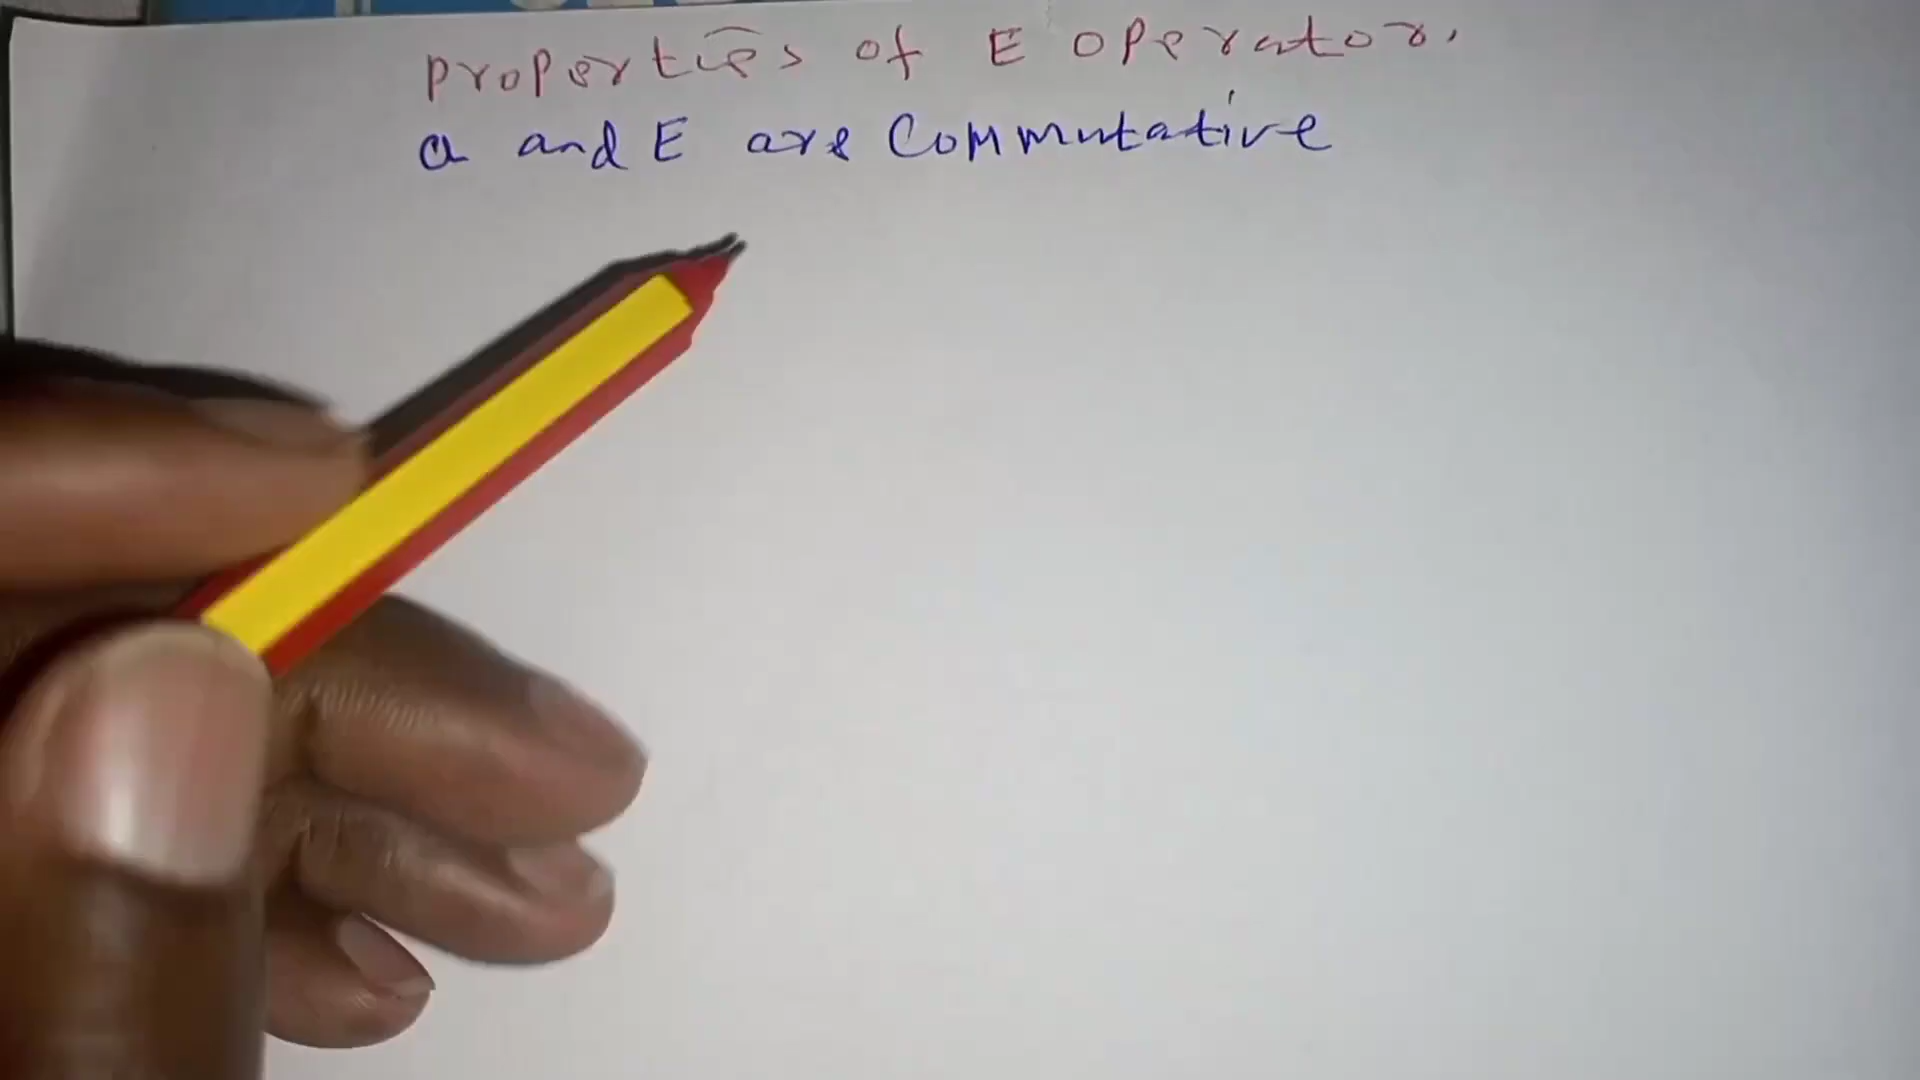 Properties of E operator.
a and E are Commutative